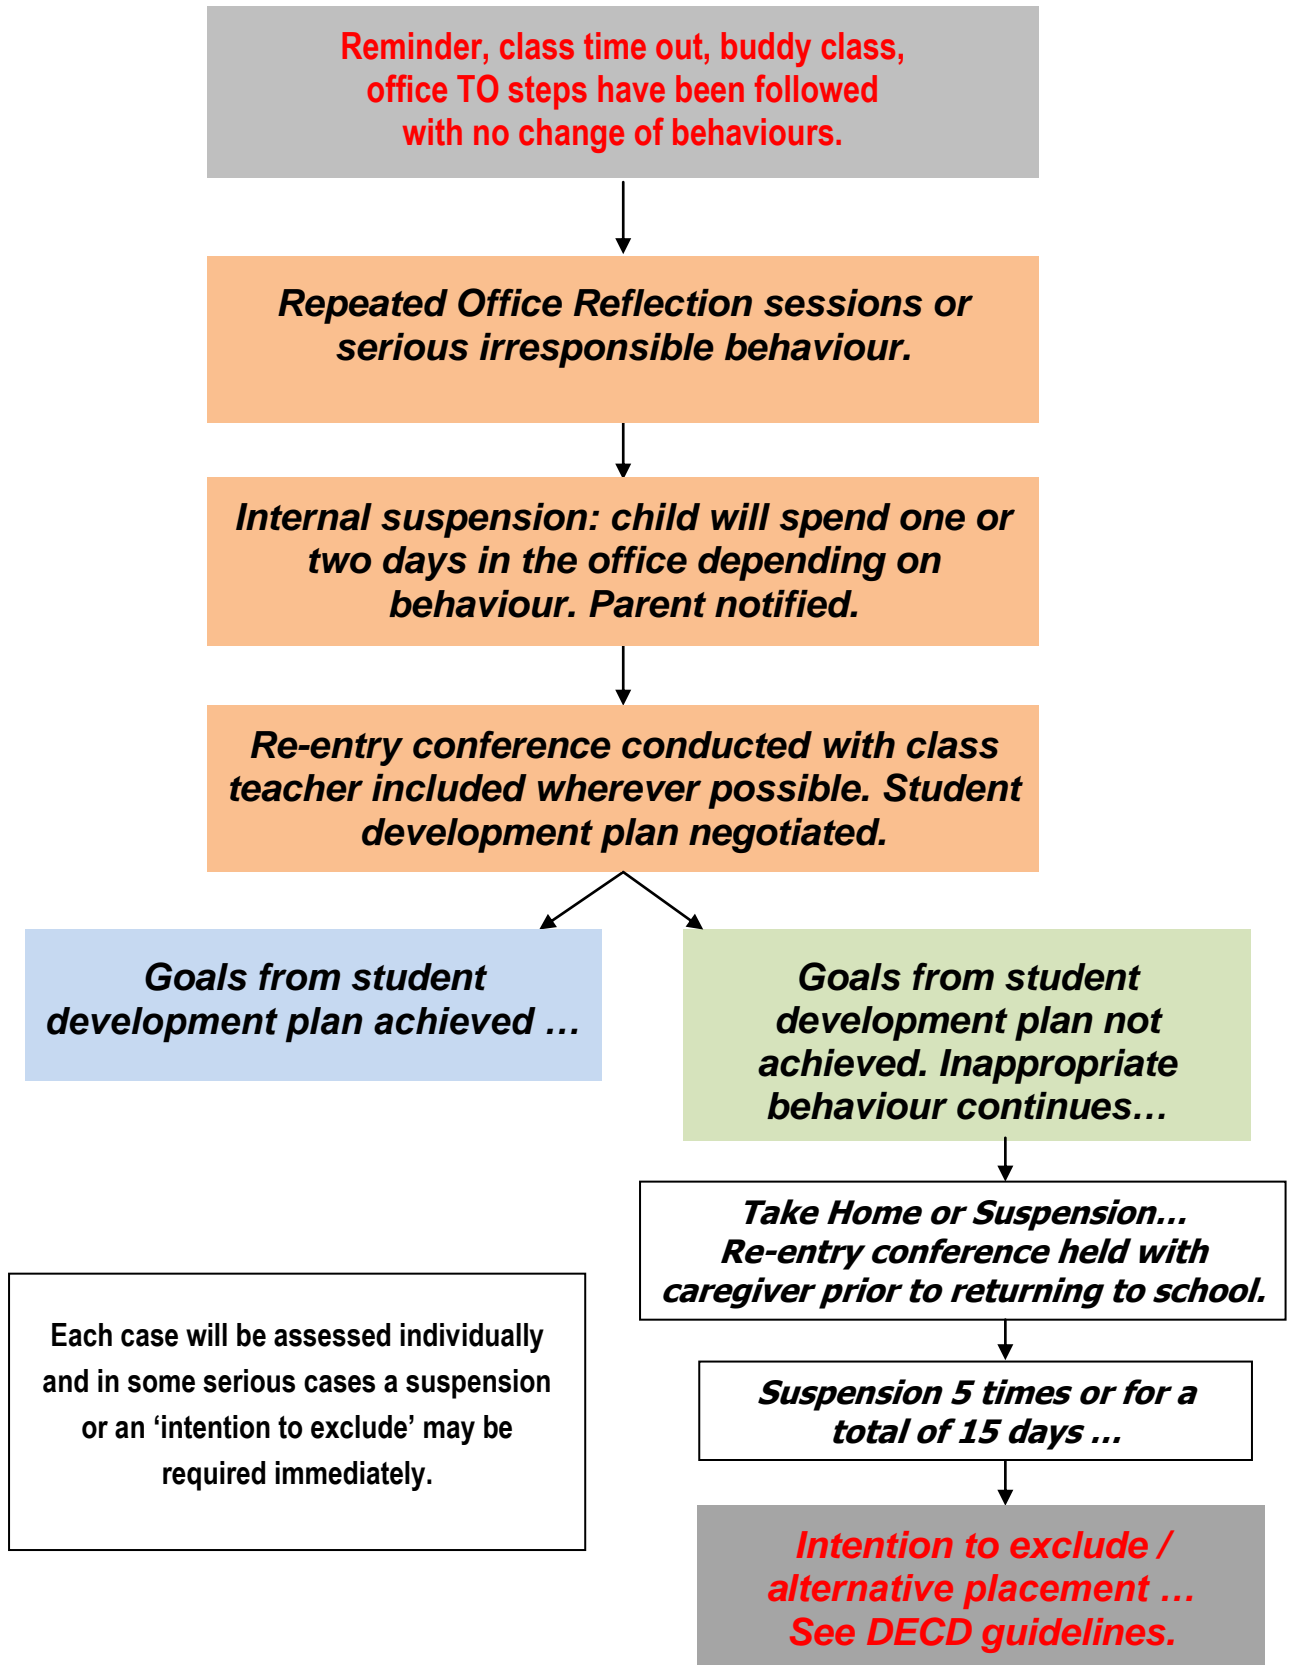 Reminder, class time out, buddy class,
office TO steps have been followed
with no change of behaviours.
Repeated Office Reflection sessions or
serious irresponsible behaviour.
Internal suspension: child will spend one or
two days in the office depending on
behaviour. Parent notified.
Re-entry conference conducted with class
teacher included wherever possible. Student
development plan negotiated.
Goals from student
development plan achieved …
Goals from student
development plan not
achieved. Inappropriate
behaviour continues…
Take Home or Suspension…
Re-entry conference held with
caregiver prior to returning to school.
Each case will be assessed individually
and in some serious cases a suspension
or an ‘intention to exclude’ may be
required immediately.
Suspension 5 times or for a
total of 15 days …
Intention to exclude /
alternative placement …
See DECD guidelines.